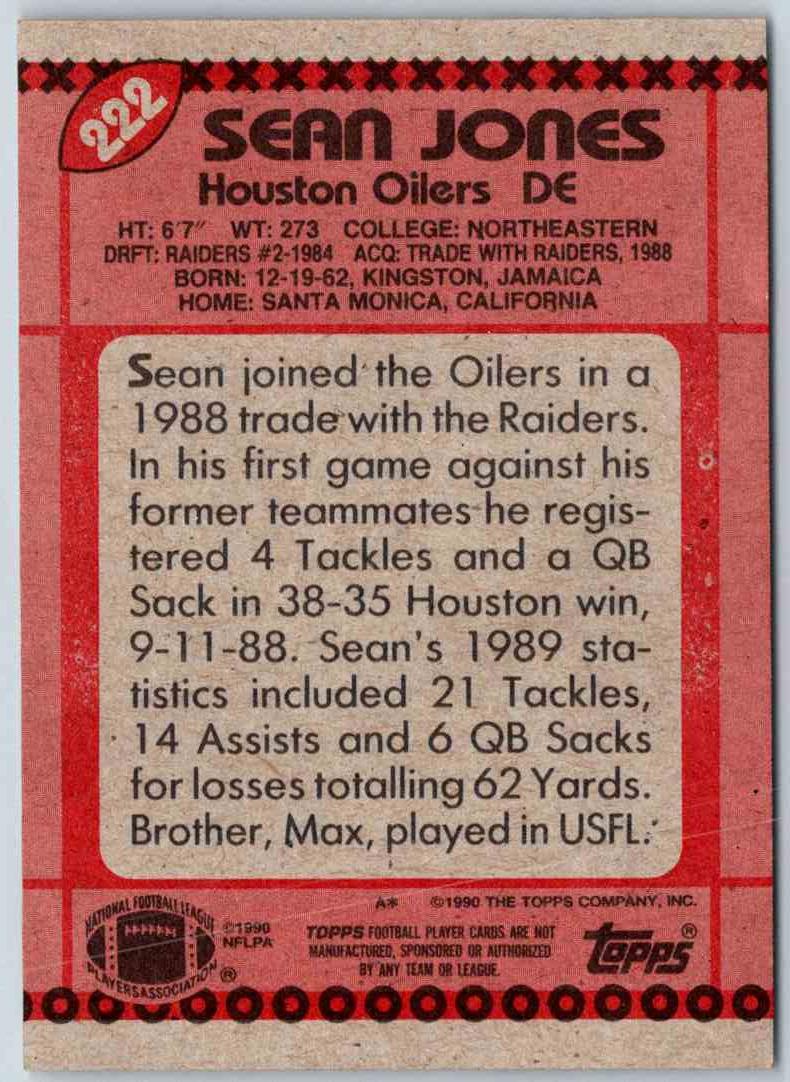 222
SEAN JONES
Houston Oilers DE
HT: 6'7" WT: 273 COLLEGE: NORTHEASTERN
DRFT: RAIDERS #2-1984 ACQ: TRADE WITH RAIDERS, 1988
BORN: 12-19-62, KINGSTON, JAMAICA
HOME: SANTA MONICA, CALIFORNIA
Sean joined the Oilers in a
1988 trade with the Raiders.
In his first game against his
former teammates he regis-
tered 4 Tackles and a QB
Sack in 38-35 Houston win,
9-11-88. Sean's 1989 sta-
tistics included 21 Tackles,
14 Assists and 6 QB Sacks
for losses totalling 62 Yards.
Brother, Max, played in USFL.
A* ©1990 THE TOPPS COMPANY, INC.
NATIONAL FOOTBALL LEAGUE
PLAYERS ASSOCIATION
®
©1990
NFLPA
TOPPS FOOTBALL PLAYER CARDS ARE NOT
MANUFACTURED, SPONSORED OR AUTHORIZED
BY ANY TEAM OR LEAGUE.
topps®